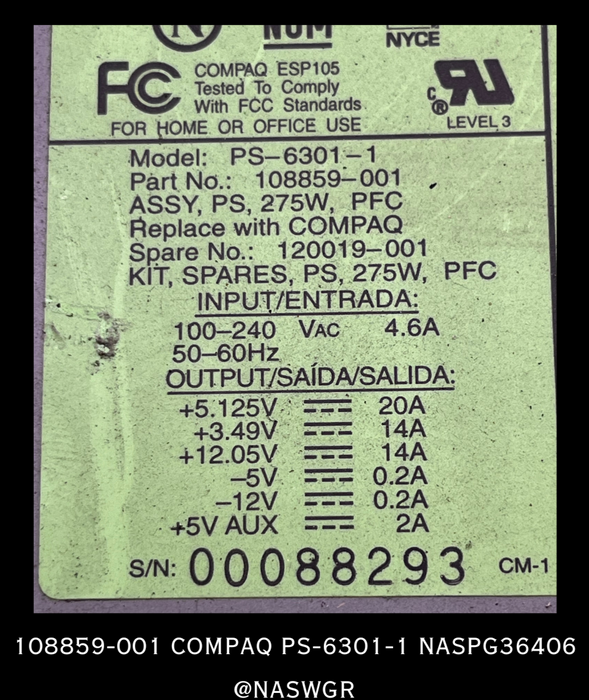 N
NOM
NYCE
FC COMPAQ ESP105
Tested To Comply
With FCC Standards
FOR HOME OR OFFICE USE
c RU ®
LEVEL 3
Model: PS–6301–1
Part No.: 108859–001
ASSY, PS, 275W, PFC
Replace with COMPAQ
Spare No.: 120019–001
KIT, SPARES, PS, 275W, PFC
INPUT/ENTRADA:
100–240 VAC 4.6A
50–60Hz
OUTPUT/SAÍDA/SALIDA:
+5.125V 20A
+3.49V 14A
+12.05V 14A
–5V 0.2A
–12V 0.2A
+5V AUX 2A
S/N: 00088293 CM-1
108859-001 COMPAQ PS-6301-1 NASPG36406
@NASWGR